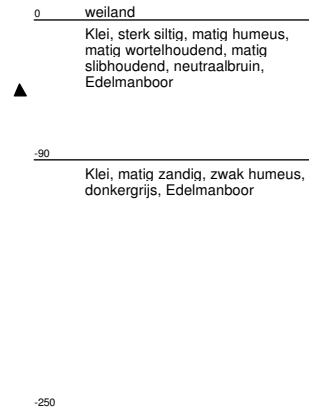 0 weiland
Klei, sterk siltig, matig humeus,
matig wortelhoudend, matig
slibhoudend, neutraalbruin,
Edelmanboor
-90
Klei, matig zandig, zwak humeus,
donkergrijs, Edelmanboor
-250